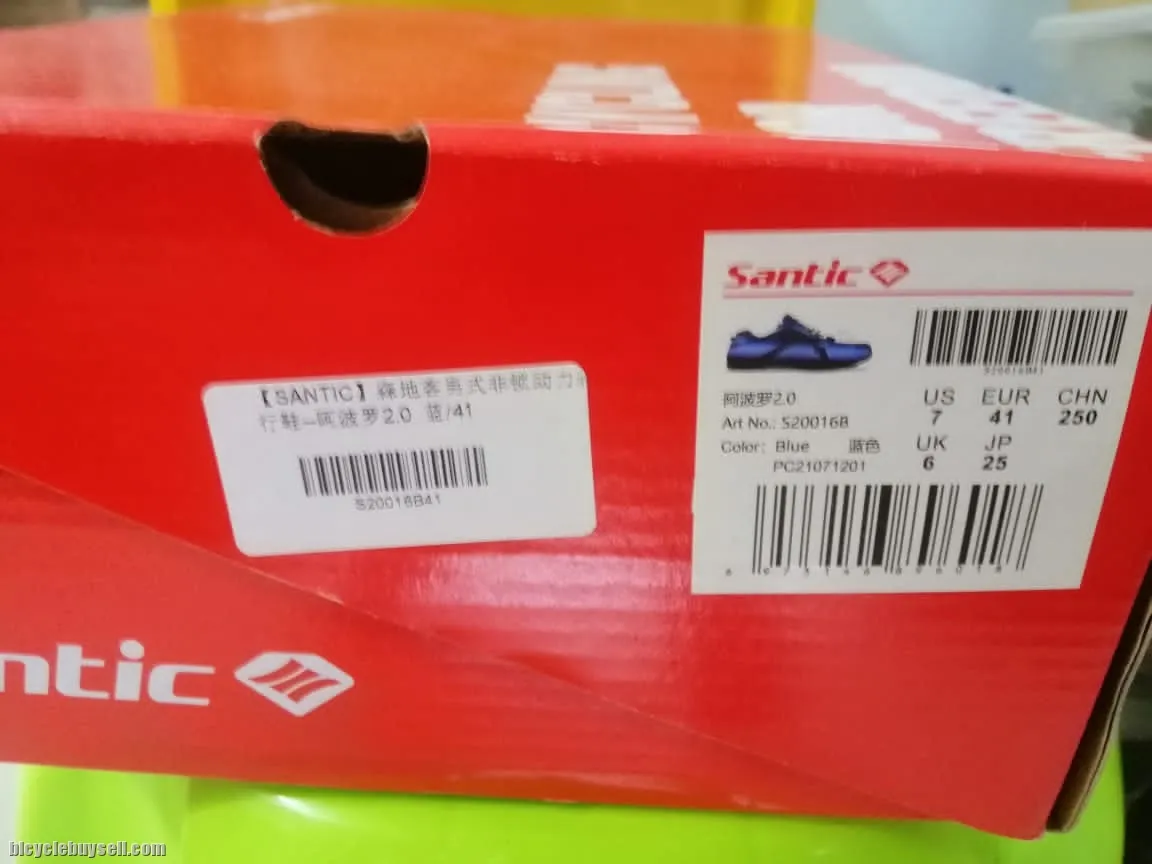 Santic
阿波罗2.0
Art No.: S20016B
Color: Blue 蓝色
PC21071201
S20016B41
US EUR CHN
7 41 250
UK JP
6 25
【SANTIC】森地客男式非锁动力
行鞋—阿波罗2.0 蓝/41
S20016B41
ntic
bicyclebuysell.com